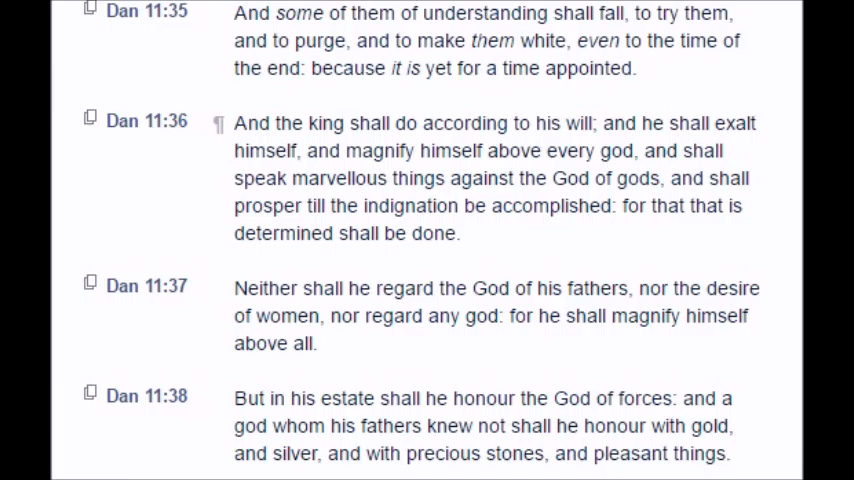 Dan 11:35 And some of them of understanding shall fall, to try them,
and to purge, and to make them white, even to the time of
the end: because it is yet for a time appointed.
Dan 11:36 ¶ And the king shall do according to his will; and he shall exalt
himself, and magnify himself above every god, and shall
speak marvellous things against the God of gods, and shall
prosper till the indignation be accomplished: for that that is
determined shall be done.
Dan 11:37 Neither shall he regard the God of his fathers, nor the desire
of women, nor regard any god: for he shall magnify himself
above all.
Dan 11:38 But in his estate shall he honour the God of forces: and a
god whom his fathers knew not shall he honour with gold,
and silver, and with precious stones, and pleasant things.